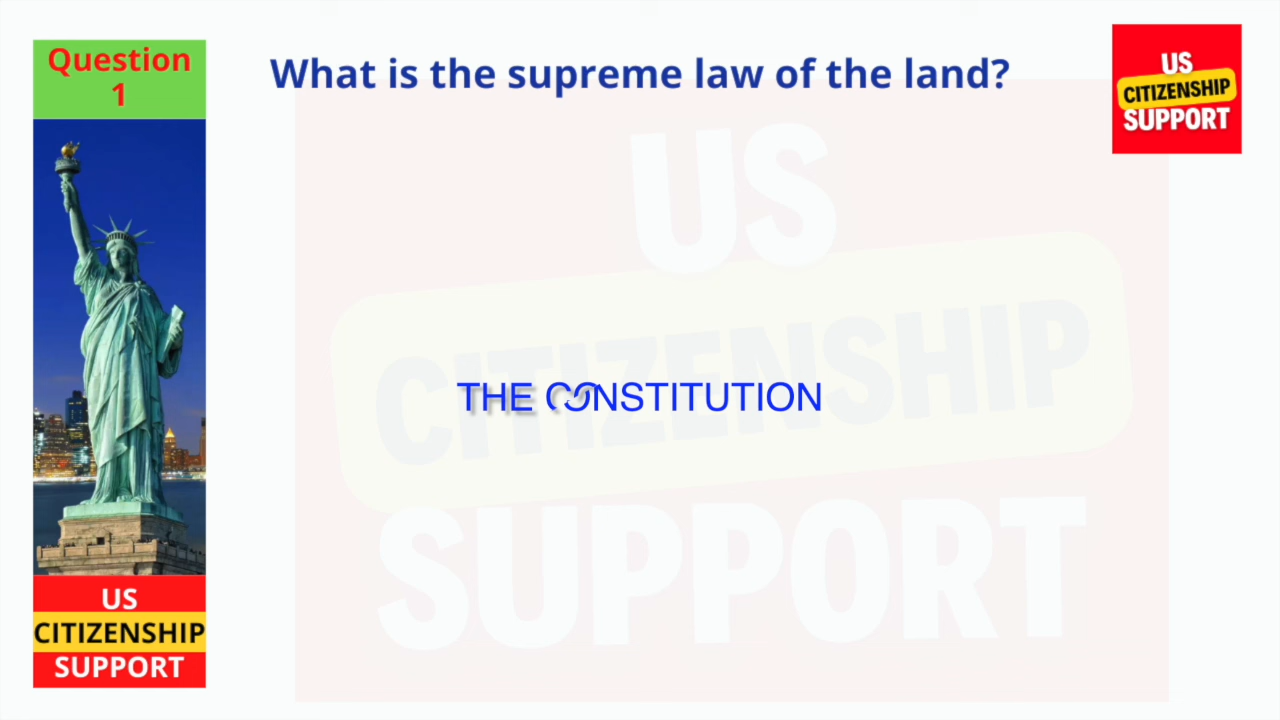 Question
1
What is the supreme law of the land?
US
CITIZENSHIP
SUPPORT
US
CITIZENSHIP
SUPPORT
THE CONSTITUTION
US
CITIZENSHIP
SUPPORT